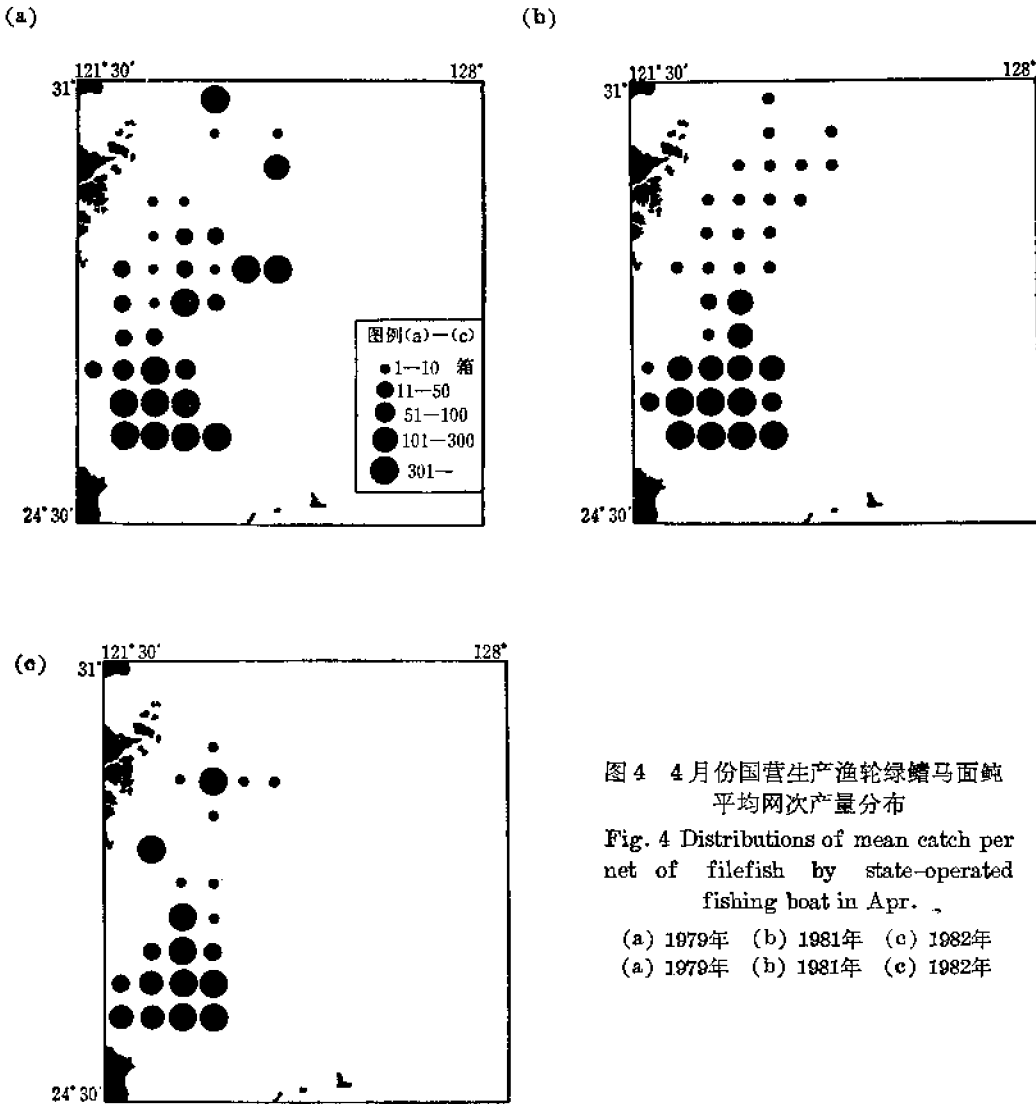 (a)
121°30′
128°
31°
24°30′
图例(a)—(c)
1—10 箱
11—50
51—100
101—300
301—
(b)
121°30′
128°
31°
24°30′
(c)
121°30′
128°
31°
24°30′
图4 4月份国营生产渔轮绿鳍马面鲀
平均网次产量分布
Fig. 4 Distributions of mean catch per
net of filefish by state-operated
fishing boat in Apr.
(a) 1979年 (b) 1981年 (c) 1982年
(a) 1979年 (b) 1981年 (c) 1982年